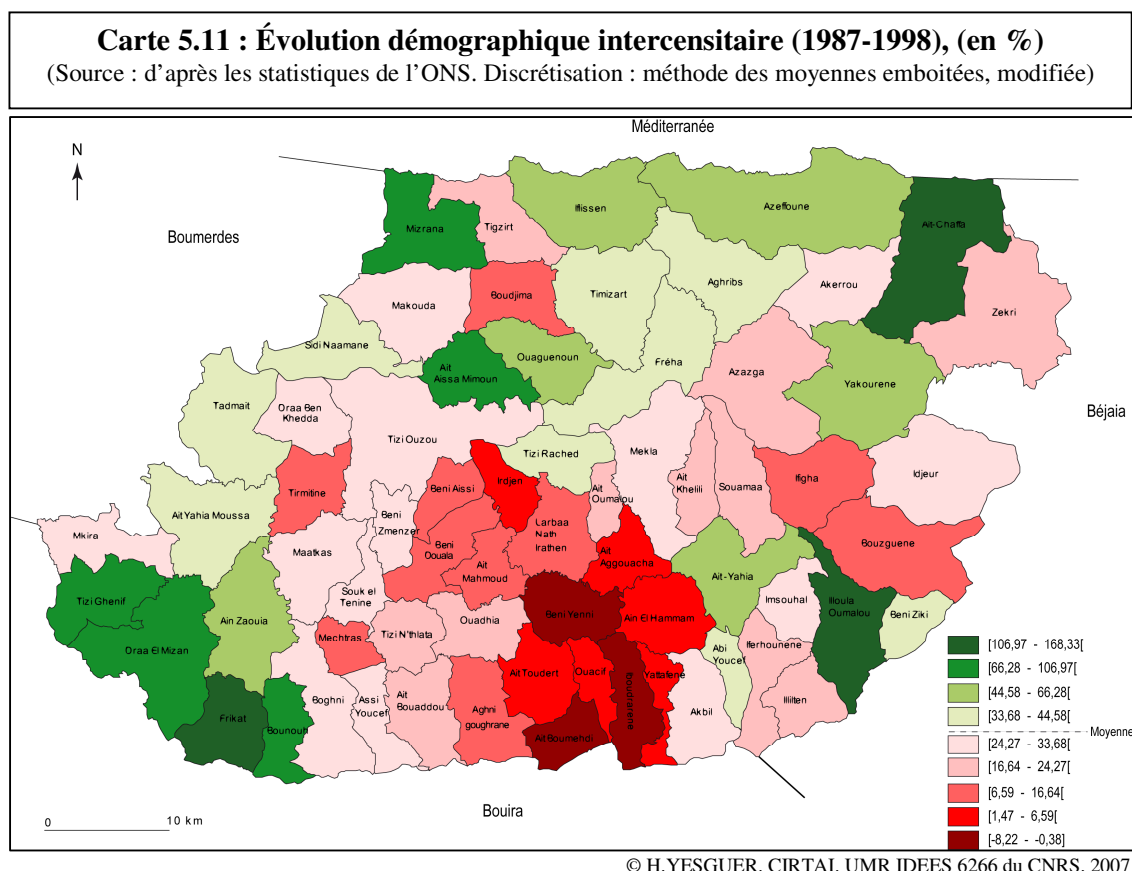 Carte 5.11 : Évolution démographique intercensitaire (1987-1998), (en %)
(Source : d'après les statistiques de l'ONS. Discrétisation : méthode des moyennes emboitées, modifiée)
Méditerranée
N
Boumerdes
Iflissen
Azeffoune
Mizrana
Tigzirt
Ait-Chaffa
Makouda
Boudjima
Timizart
Aghribs
Akerrou
Zekri
Sidi Naamane
Ait
Aissa Mimoun
Ouaguenoun
Fréha
Azazga
Yakourene
Béjaia
Tadmait
Draa Ben
Khedda
Tizi Ouzou
Tizi Rached
Mekla
Idjeur
Tirmitine
Beni Aissi
Irdjen
Ait
Oumalou
Ait
Khelili
Souamaa
Ifigha
Ait Yahia Moussa
Mkira
Beni
Zmenzer
Larbaa
Nath
Irathen
Bouzguene
Maatkas
Beni
Douala
Ait
Mahmoud
Ait
Aggouacha
Ait-Yahia
Tizi Ghenif
Souk el
Tenine
Imsouhal
Illoula
Oumalou
Beni Ziki
Ain Zaouia
Beni Yenni
Ain El Hammam
Draa El Mizan
Mechtras
Tizi N'thlata
Ouadhia
Abi
Youcef
Iferhounene
Ait Toudert
Ouacif
Yattafene
Boudrarene
Boghni
Assi
Youcef
Ait
Bouaddou
Aghni
goughrane
Akbil
Illilten
Frikat
Bounouh
Ait Boumehdi
Bouira
0 10 km
[106,97 - 168,33[
[66,28 - 106,97[
[44,58 - 66,28[
[33,68 - 44,58[
Moyenne
[24,27 - 33,68[
[16,64 - 24,27[
[6,59 - 16,64[
[1,47 - 6,59[
[-8,22 - -0,38]
© H.YESGUER, CIRTAI, UMR IDEES 6266 du CNRS, 2007